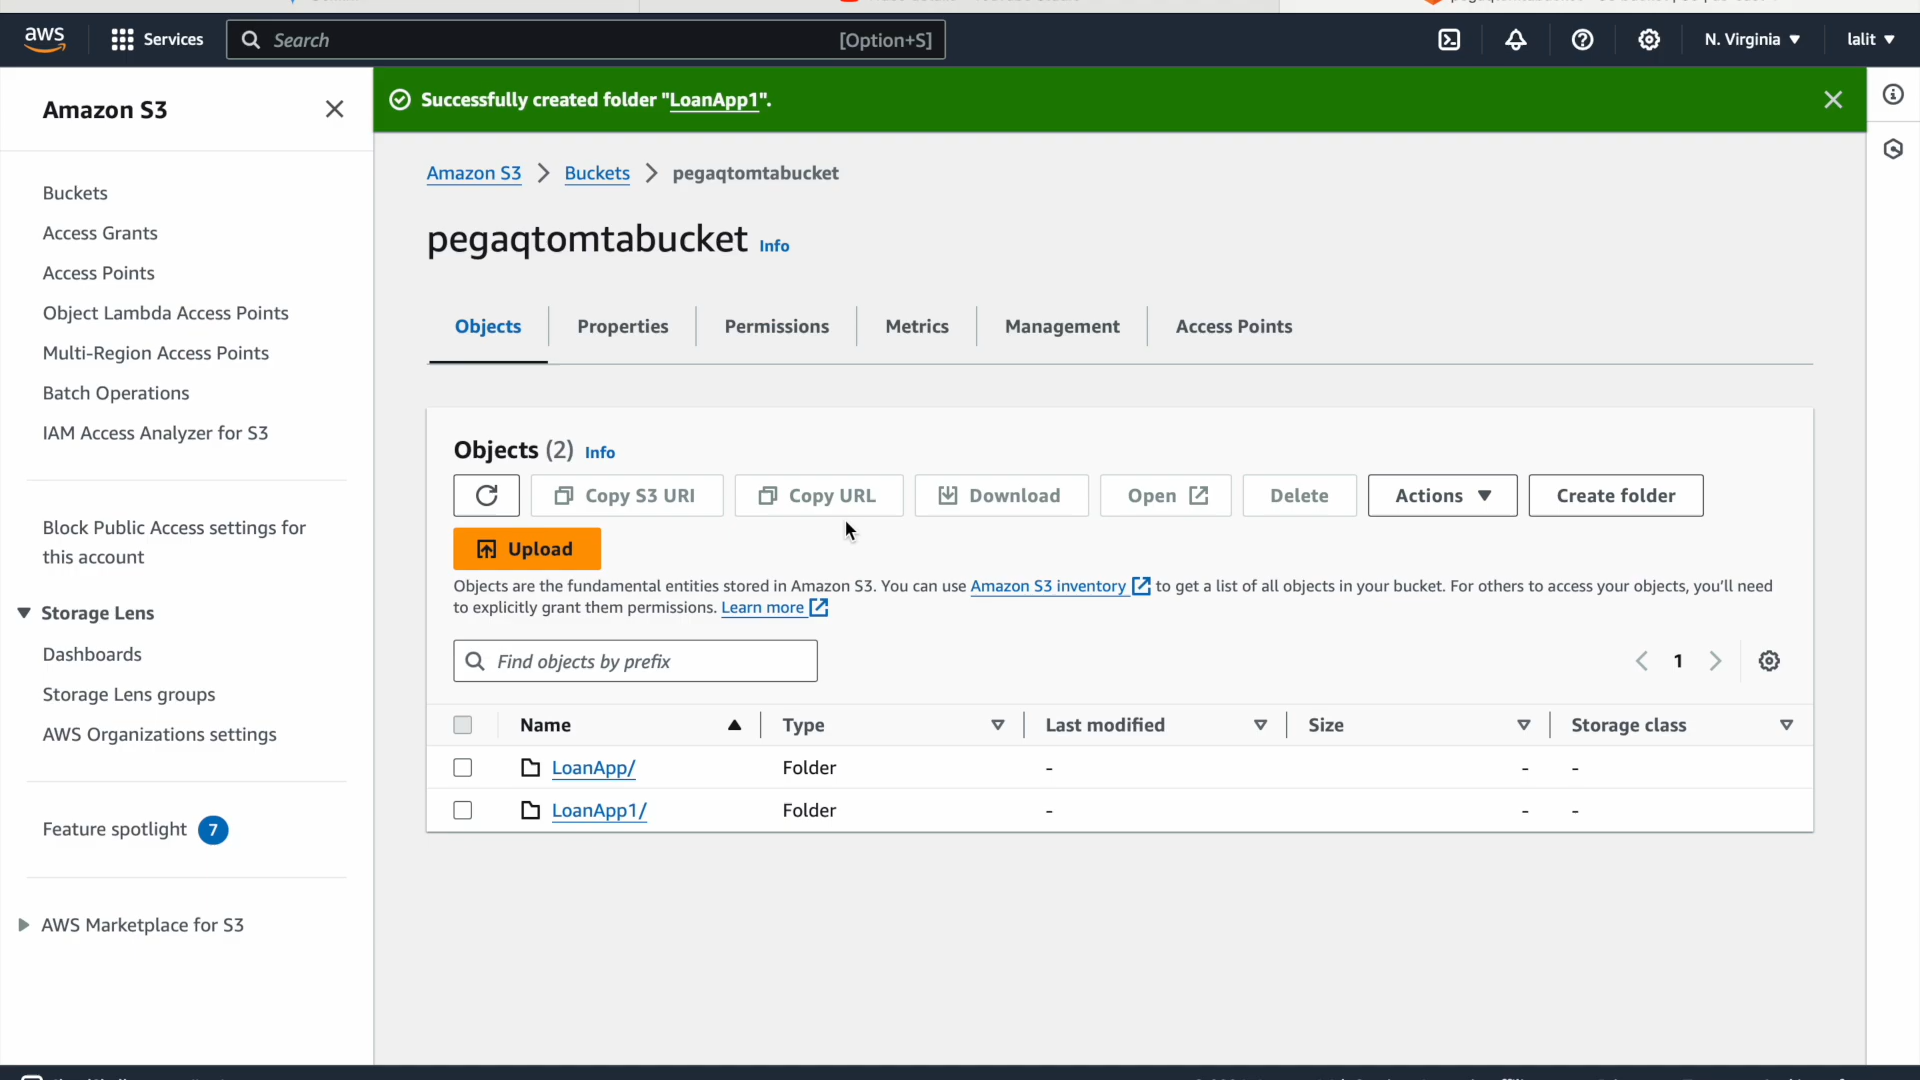 aws
Services
Search
[Option+S]
N. Virginia
lalit
Amazon S3
Buckets
Access Grants
Access Points
Object Lambda Access Points
Multi-Region Access Points
Batch Operations
IAM Access Analyzer for S3
Block Public Access settings for
this account
Storage Lens
Dashboards
Storage Lens groups
AWS Organizations settings
Feature spotlight 7
AWS Marketplace for S3
Successfully created folder "LoanApp1".
Amazon S3 > Buckets > pegaqtomtabucket
pegaqtomtabucket Info
Objects
Properties
Permissions
Metrics
Management
Access Points
Objects (2) Info
Copy S3 URI
Copy URL
Download
Open
Delete
Actions
Create folder
Upload
Objects are the fundamental entities stored in Amazon S3. You can use Amazon S3 inventory to get a list of all objects in your bucket. For others to access your objects, you'll need
to explicitly grant them permissions. Learn more
Find objects by prefix
1
Name Type Last modified Size Storage class
LoanApp/ Folder - - -
LoanApp1/ Folder - - -